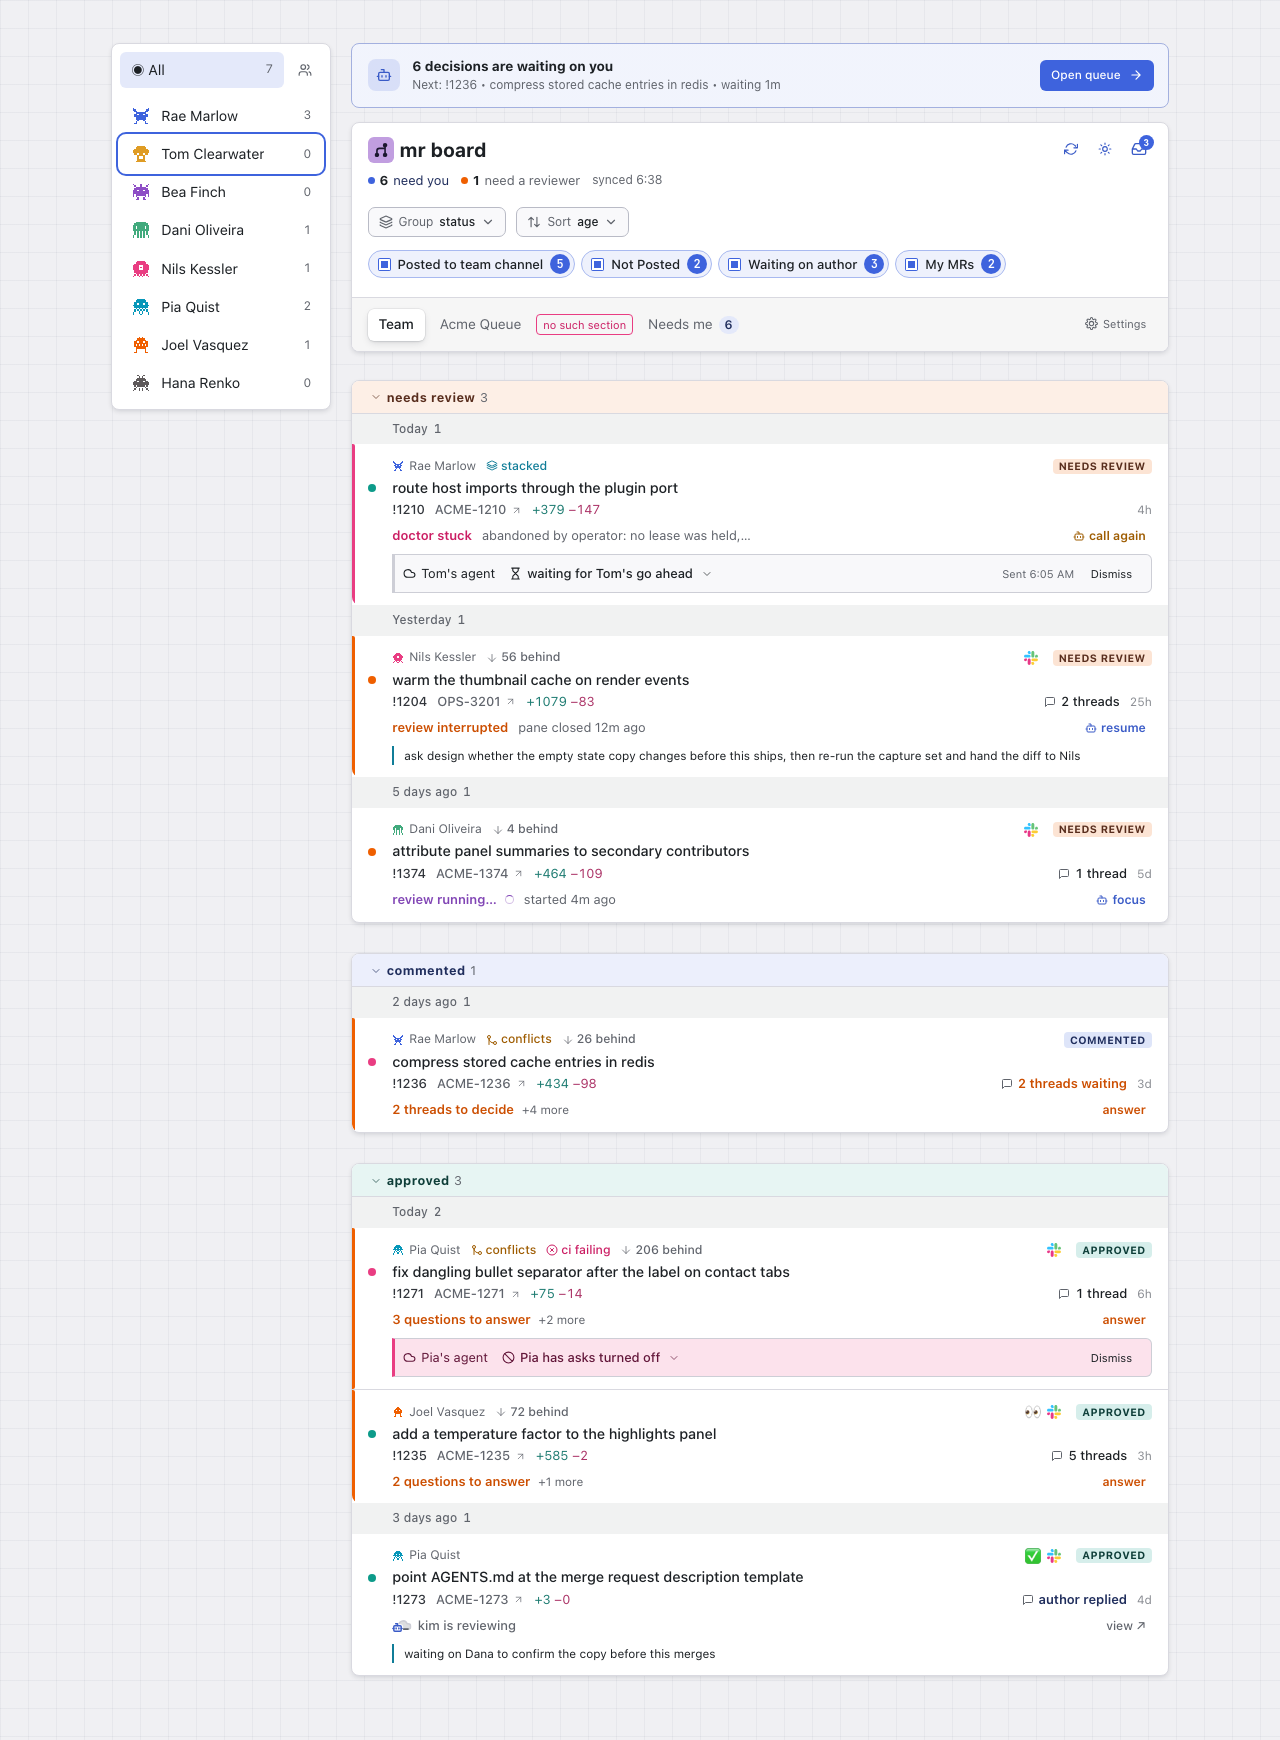 All 7
Rae Marlow 3
Tom Clearwater 0
Bea Finch 0
Dani Oliveira 1
Nils Kessler 1
Pia Quist 2
Joel Vasquez 1
Hana Renko 0
6 decisions are waiting on you
Next: !1236 • compress stored cache entries in redis • waiting 1m
Open queue →
mr board
3
6 need you 1 need a reviewer synced 6:38
Group status Sort age
Posted to team channel 5 Not Posted 2 Waiting on author 3 My MRs 2
Team Acme Queue no such section Needs me 6 Settings
needs review 3
Today 1
Rae Marlow stacked NEEDS REVIEW
route host imports through the plugin port
!1210 ACME-1210 ↗ +379 −147 4h
doctor stuck abandoned by operator: no lease was held,... call again
Tom's agent waiting for Tom's go ahead Sent 6:05 AM Dismiss
Yesterday 1
Nils Kessler ↓ 56 behind NEEDS REVIEW
warm the thumbnail cache on render events
!1204 OPS-3201 ↗ +1079 −83 2 threads 25h
review interrupted pane closed 12m ago resume
ask design whether the empty state copy changes before this ships, then re-run the capture set and hand the diff to Nils
5 days ago 1
Dani Oliveira ↓ 4 behind NEEDS REVIEW
attribute panel summaries to secondary contributors
!1374 ACME-1374 ↗ +464 −109 1 thread 5d
review running... started 4m ago focus
commented 1
2 days ago 1
Rae Marlow conflicts ↓ 26 behind COMMENTED
compress stored cache entries in redis
!1236 ACME-1236 ↗ +434 −98 2 threads waiting 3d
2 threads to decide +4 more answer
approved 3
Today 2
Pia Quist conflicts ci failing ↓ 206 behind APPROVED
fix dangling bullet separator after the label on contact tabs
!1271 ACME-1271 ↗ +75 −14 1 thread 6h
3 questions to answer +2 more answer
Pia's agent Pia has asks turned off Dismiss
Joel Vasquez ↓ 72 behind APPROVED
add a temperature factor to the highlights panel
!1235 ACME-1235 ↗ +585 −2 5 threads 3h
2 questions to answer +1 more answer
3 days ago 1
Pia Quist APPROVED
point AGENTS.md at the merge request description template
!1273 ACME-1273 ↗ +3 −0 author replied 4d
kim is reviewing view ↗
waiting on Dana to confirm the copy before this merges